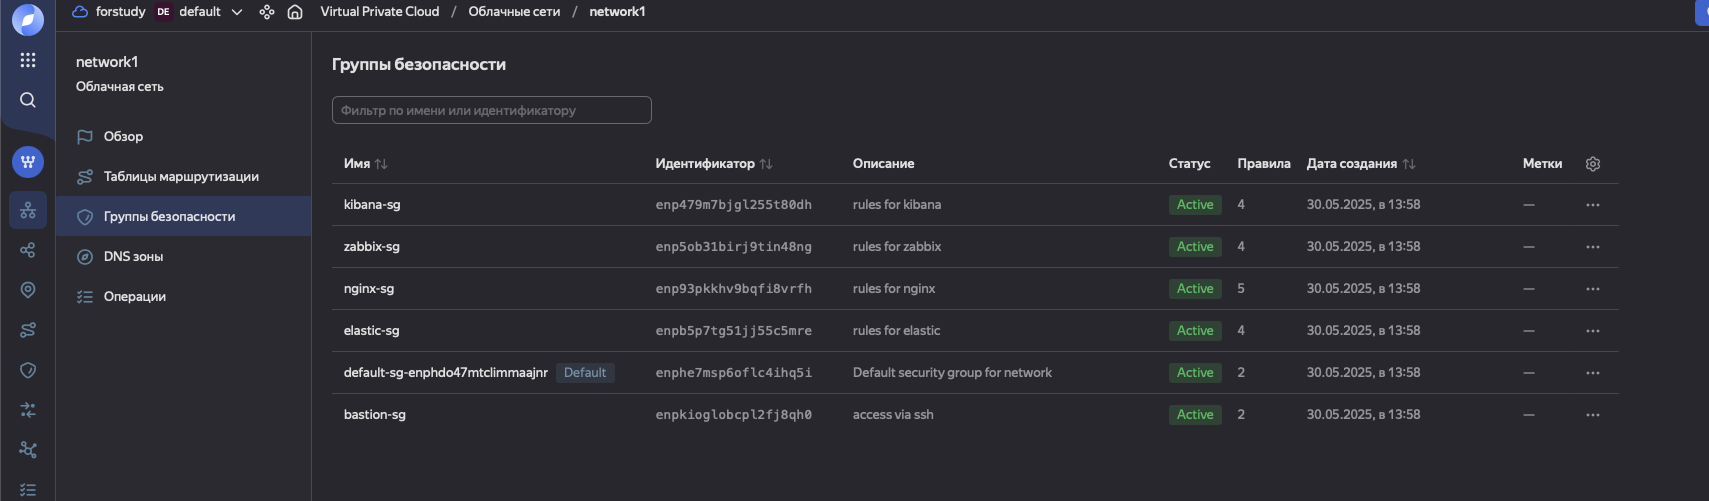 forstudy DE default Virtual Private Cloud / Облачные сети / network1
network1
Облачная сеть
Обзор
Таблицы маршрутизации
Группы безопасности
DNS зоны
Операции
Группы безопасности
Фильтр по имени или идентификатору
Имя Идентификатор Описание Статус Правила Дата создания Метки
kibana-sg enp479m7bjgl255t80dh rules for kibana Active 4 30.05.2025, в 13:58 —
zabbix-sg enp5ob31birj9tin48ng rules for zabbix Active 4 30.05.2025, в 13:58 —
nginx-sg enp93pkkhv9bqfi8vrfh rules for nginx Active 5 30.05.2025, в 13:58 —
elastic-sg enpb5p7tg51jj55c5mre rules for elastic Active 4 30.05.2025, в 13:58 —
default-sg-enphdo47mtclimmaajnr Default enphe7msp6oflc4ihq5i Default security group for network Active 2 30.05.2025, в 13:58 —
bastion-sg enpkioglobcpl2fj8qh0 access via ssh Active 2 30.05.2025, в 13:58 —